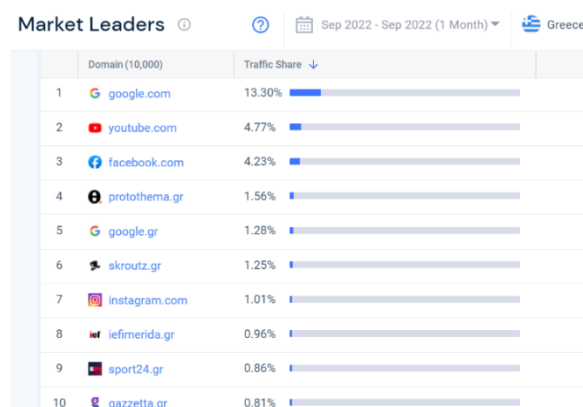 Market Leaders
Sep 2022 - Sep 2022 (1 Month) Greece
Domain (10,000) Traffic Share
1 google.com 13.30%
2 youtube.com 4.77%
3 facebook.com 4.23%
4 protothema.gr 1.56%
5 google.gr 1.28%
6 skroutz.gr 1.25%
7 instagram.com 1.01%
8 ief iefimerida.gr 0.96%
9 sport24.gr 0.86%
10 gazzetta.gr 0.81%